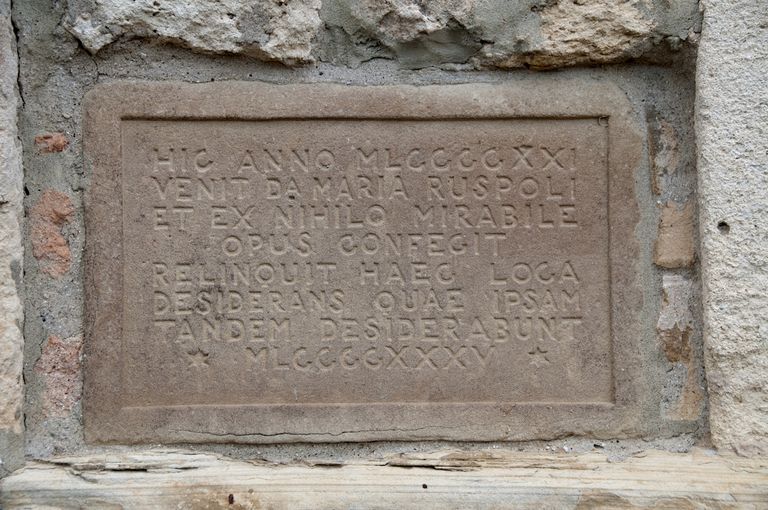 HIC ANNO MLCCCCCXXI
VENIT DA MARIA RUSPOLI
ET EX NIHILO MIRABILE
OPUS CONFECIT
RELINQUIT HAEC LOCA
DESIDERANS QUAE IPSAM
TANDEM DESIDERABUNT
★ MLCCCCXXXV ★